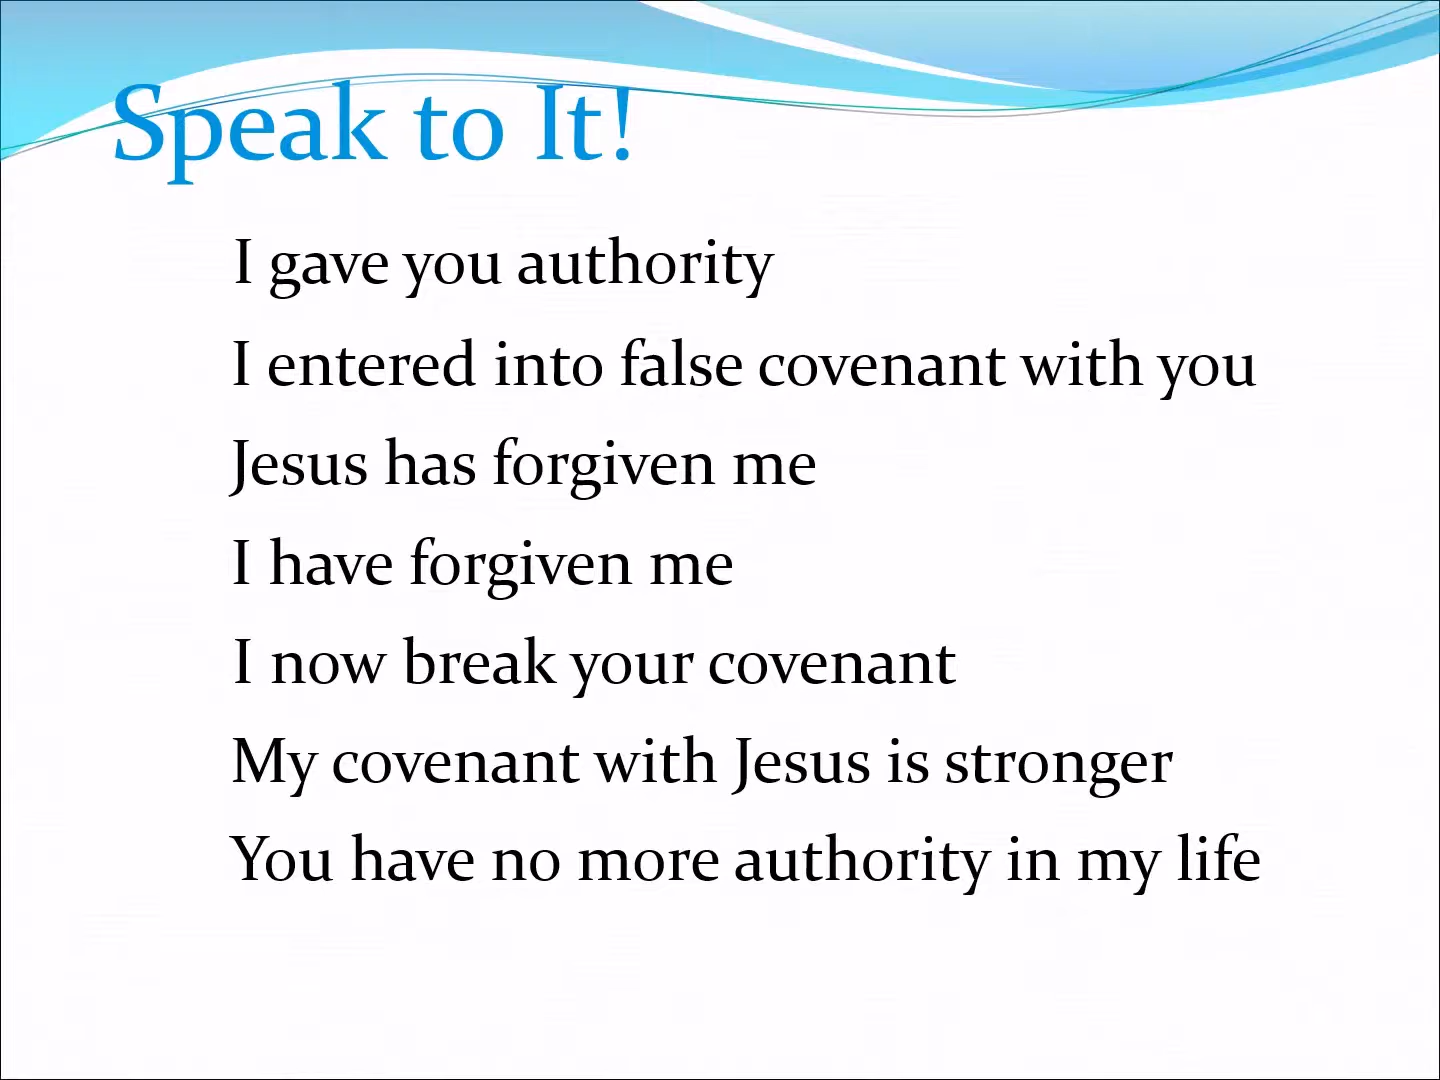 Speak to It!
I gave you authority
I entered into false covenant with you
Jesus has forgiven me
I have forgiven me
I now break your covenant
My covenant with Jesus is stronger
You have no more authority in my life